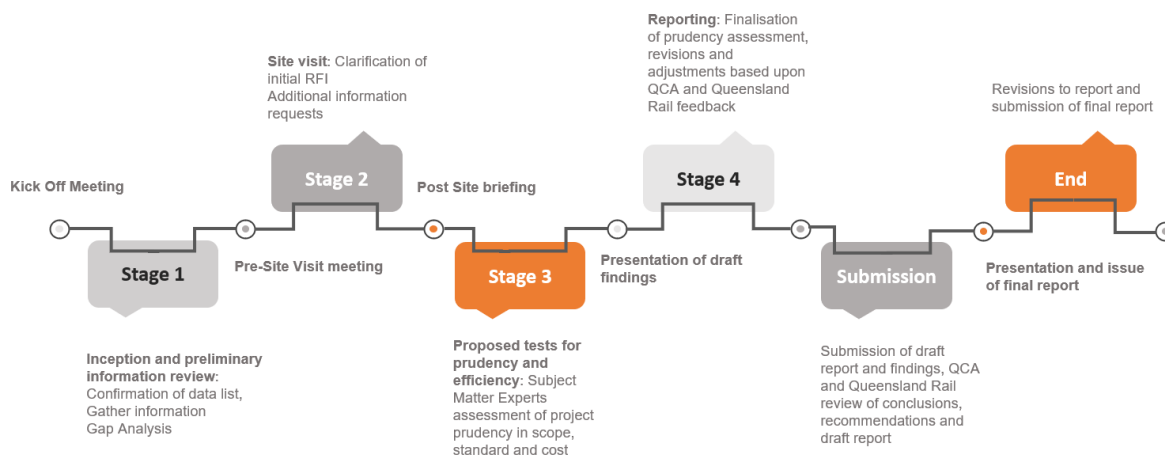 Kick Off Meeting
Stage 1
Inception and preliminary
information review:
Confirmation of data list,
Gather information
Gap Analysis
Pre-Site Visit meeting
Site visit: Clarification of
initial RFI
Additional information
requests
Stage 2
Post Site briefing
Stage 3
Proposed tests for
prudency and
efficiency: Subject
Matter Experts
assessment of project
prudency in scope,
standard and cost
Presentation of draft
findings
Reporting: Finalisation
of prudency assessment,
revisions and
adjustments based upon
QCA and Queensland
Rail feedback
Stage 4
Submission
Submission of draft
report and findings, QCA
and Queensland Rail
review of conclusions,
recommendations and
draft report
Presentation and issue
of final report
Revisions to report and
submission of final report
End